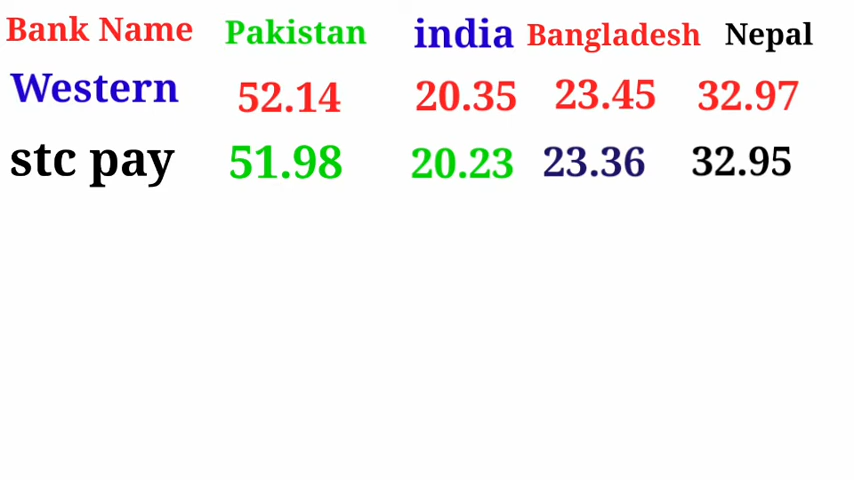 Bank Name Pakistan india Bangladesh Nepal
Western 52.14 20.35 23.45 32.97
stc pay 51.98 20.23 23.36 32.95